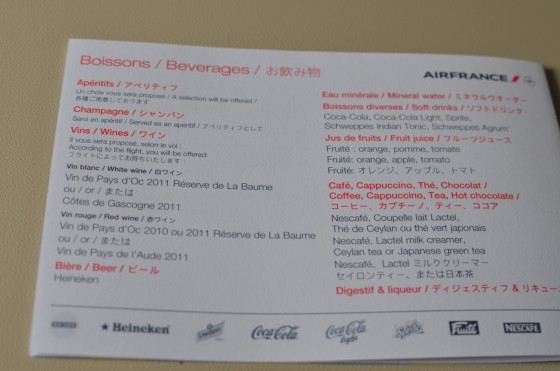 Boissons / Beverages / お飲み物
Apéritifs / アペリティフ
Un choix vous sera proposé / A selection will be offered /
各種ご用意しております
Champagne / シャンパン
Servi en apéritif / Served as an apéritif / アペリティフとして
Vins / Wines / ワイン
Il vous sera proposé, selon le vol :
According to the flight, you will be offered:
フライトによってお持ちいたします :
Vin blanc / White wine / 白ワイン
Vin de Pays d'Oc 2011 Réserve de La Baume
ou / or / または
Côtes de Gascogne 2011
Vin rouge / Red wine / 赤ワイン
Vin de Pays d'Oc 2010 ou 2011 Réserve de La Baume
ou / or / または
Vin de Pays de l'Aude 2011
Bière / Beer / ビール
Heineken
AIRFRANCE
Eau minérale / Mineral water / ミネラルウオーター
Boissons diverses / Soft drinks / ソフトドリンク
Coca-Cola, Coca-Cola Light, Sprite,
Schweppes Indian Tonic, Schweppes Agrum'
Jus de fruits / Fruit juice / フルーツジュース
Fruité : orange, pomme, tomate
Fruité: orange, apple, tomato
Fruité: オレンジ、アップル、トマト
Café, Cappuccino, Thé, Chocolat /
Coffee, Cappuccino, Tea, Hot chocolate /
コーヒー、カプチーノ、ティー、ココア
Nescafé, Coupelle lait Lactel,
Thé de Ceylan ou thé vert japonais
Nescafé, Lactel milk creamer,
Ceylan tea or Japanese green tea
Nescafé、Lactel ミルククリーマー
セイロンティー、または日本茶
Digestif & liqueur / ディジェスティフ & リキュー
Heineken
Coca-Cola
Coca-Cola light
Sprite
Fruité
NESCAFÉ